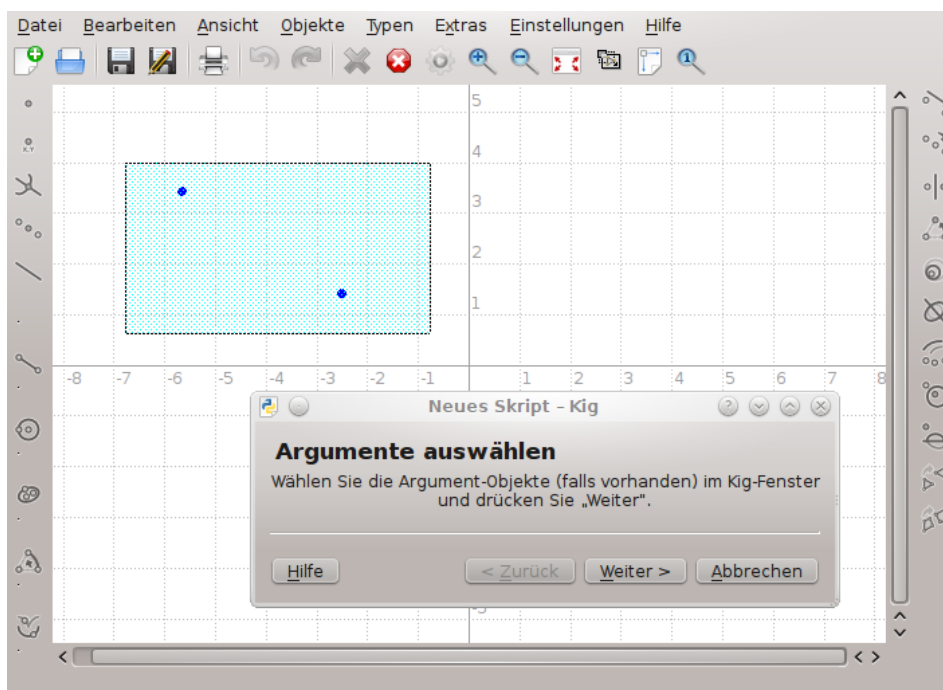 Datei Bearbeiten Ansicht Objekte Typen Extras Einstellungen Hilfe
X,Y
1
5
4
3
2
1
-8 -7 -6 -5 -4 -3 -2 -1 1 2 3 4 5 6 7 8
Neues Skript – Kig
Argumente auswählen
Wählen Sie die Argument-Objekte (falls vorhanden) im Kig-Fenster
und drücken Sie „Weiter".
Hilfe < Zurück Weiter > Abbrechen